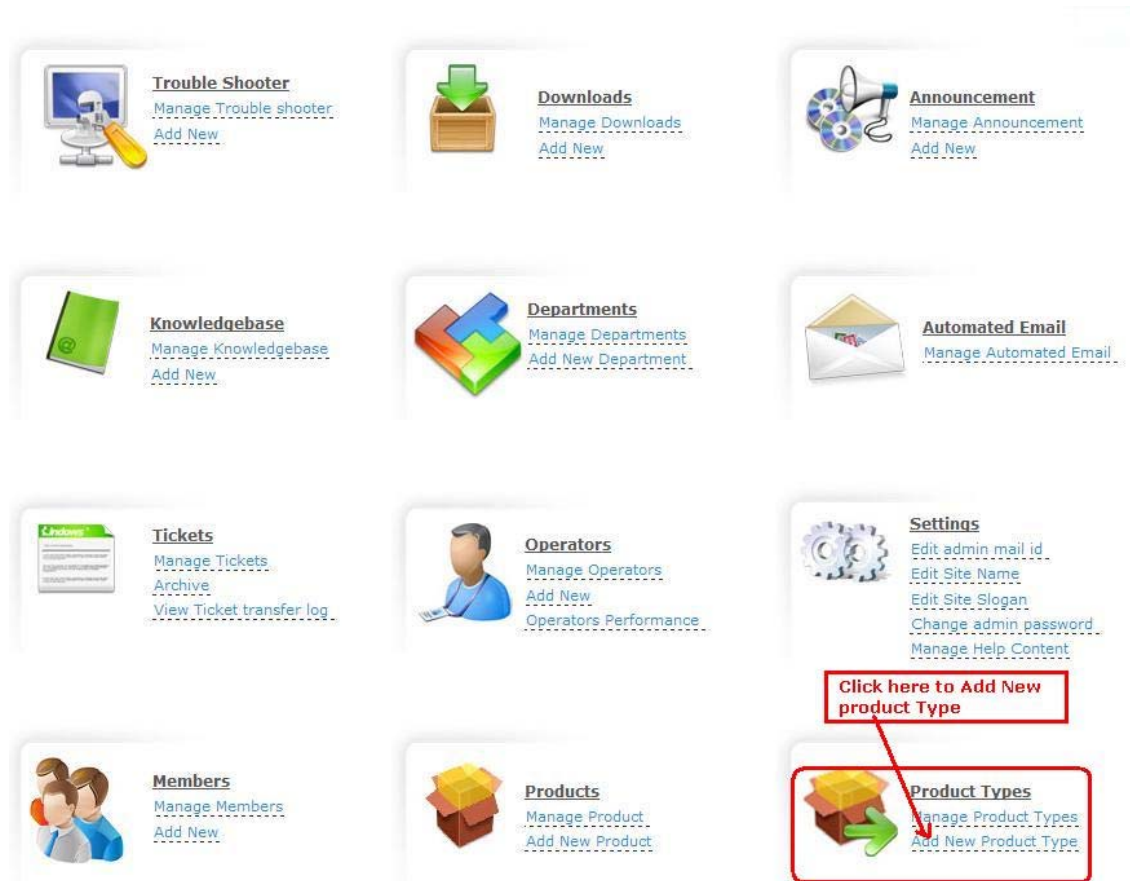 Trouble Shooter
Manage Trouble shooter
Add New
Downloads
Manage Downloads
Add New
Announcement
Manage Announcement
Add New
Knowledgebase
Manage Knowledgebase
Add New
Departments
Manage Departments
Add New Department
Automated Email
Manage Automated Email
Tickets
Manage Tickets
Archive
View Ticket transfer log
Operators
Manage Operators
Add New
Operators Performance
Settings
Edit admin mail id
Edit Site Name
Edit Site Slogan
Change admin password
Manage Help Content
Click here to Add New
product Type
Members
Manage Members
Add New
Products
Manage Product
Add New Product
Product Types
Manage Product Types
Add New Product Type